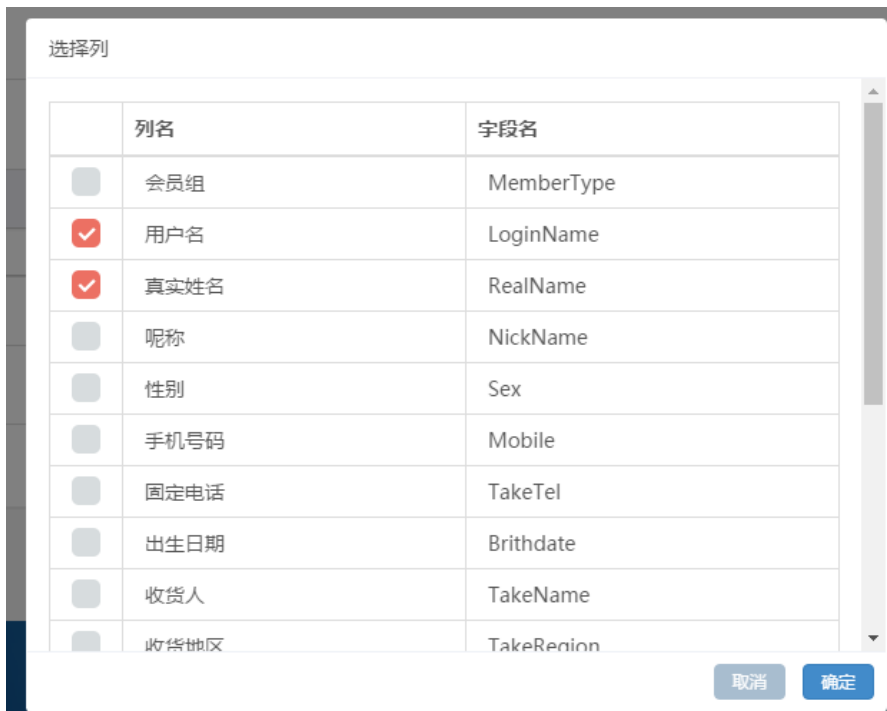 选择列
列名 字段名
会员组 MemberType
用户名 LoginName
真实姓名 RealName
呢称 NickName
性别 Sex
手机号码 Mobile
固定电话 TakeTel
出生日期 Brithdate
收货人 TakeName
收货地区 TakeRegion
取消 确定